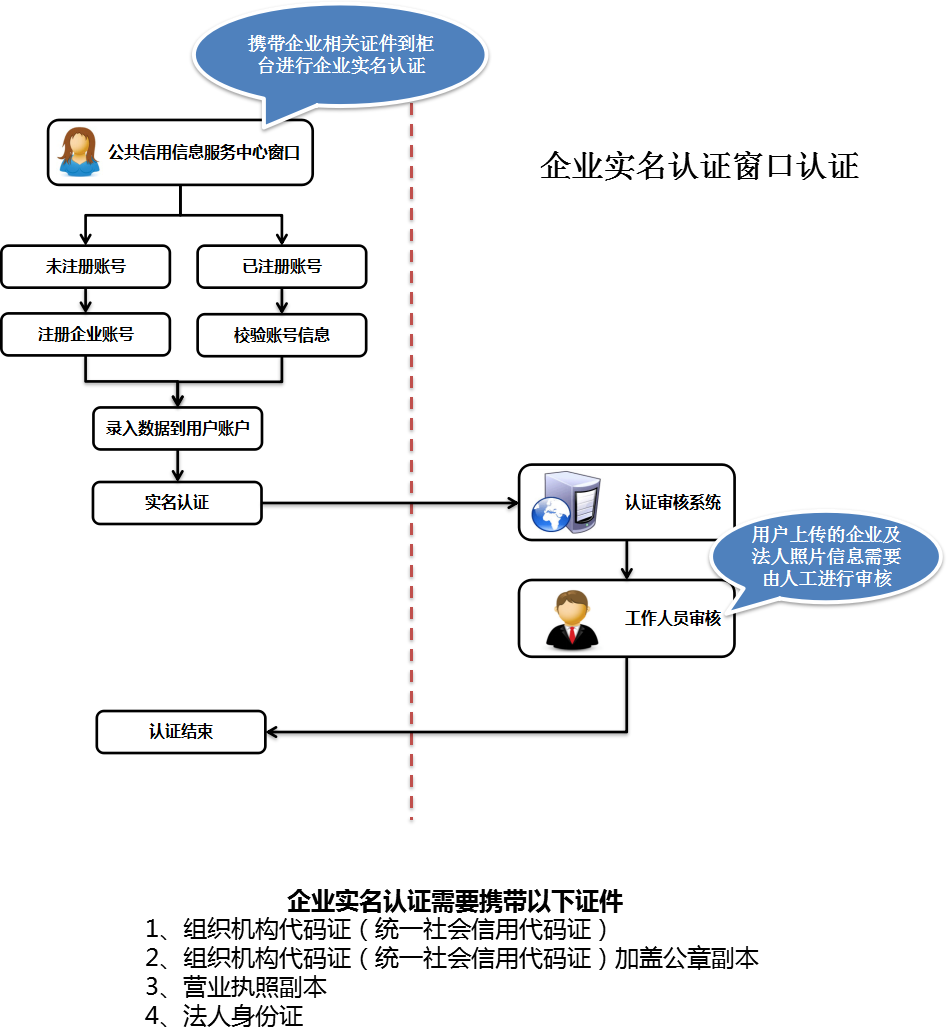 携带企业相关证件到柜
台进行企业实名认证
公共信用信息服务中心窗口
企业实名认证窗口认证
未注册账号
已注册账号
注册企业账号
校验账号信息
录入数据到用户账户
实名认证
认证审核系统
用户上传的企业及
法人照片信息需要
由人工进行审核
工作人员审核
认证结束
企业实名认证需要携带以下证件
1、组织机构代码证（统一社会信用代码证）
2、组织机构代码证（统一社会信用代码证）加盖公章副本
3、营业执照副本
4、法人身份证